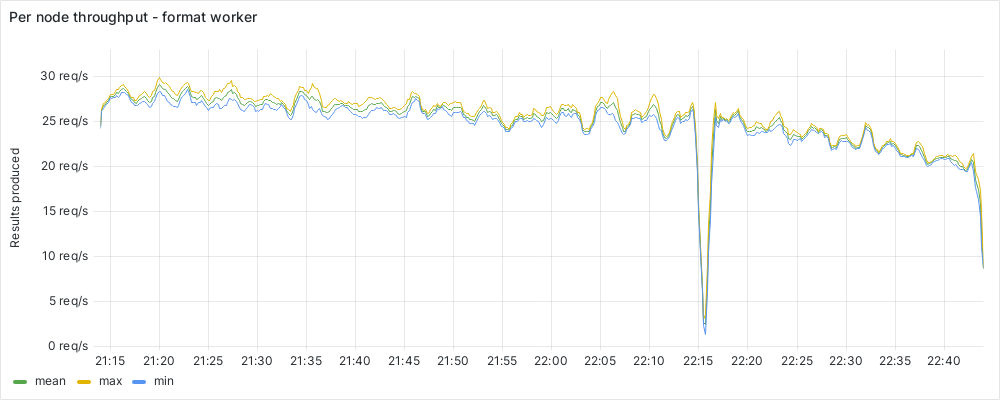 Per node throughput - format worker
Results produced
30 req/s
25 req/s
20 req/s
15 req/s
10 req/s
5 req/s
0 req/s
21:15 21:20 21:25 21:30 21:35 21:40 21:45 21:50 21:55 22:00 22:05 22:10 22:15 22:20 22:25 22:30 22:35 22:40
mean max min